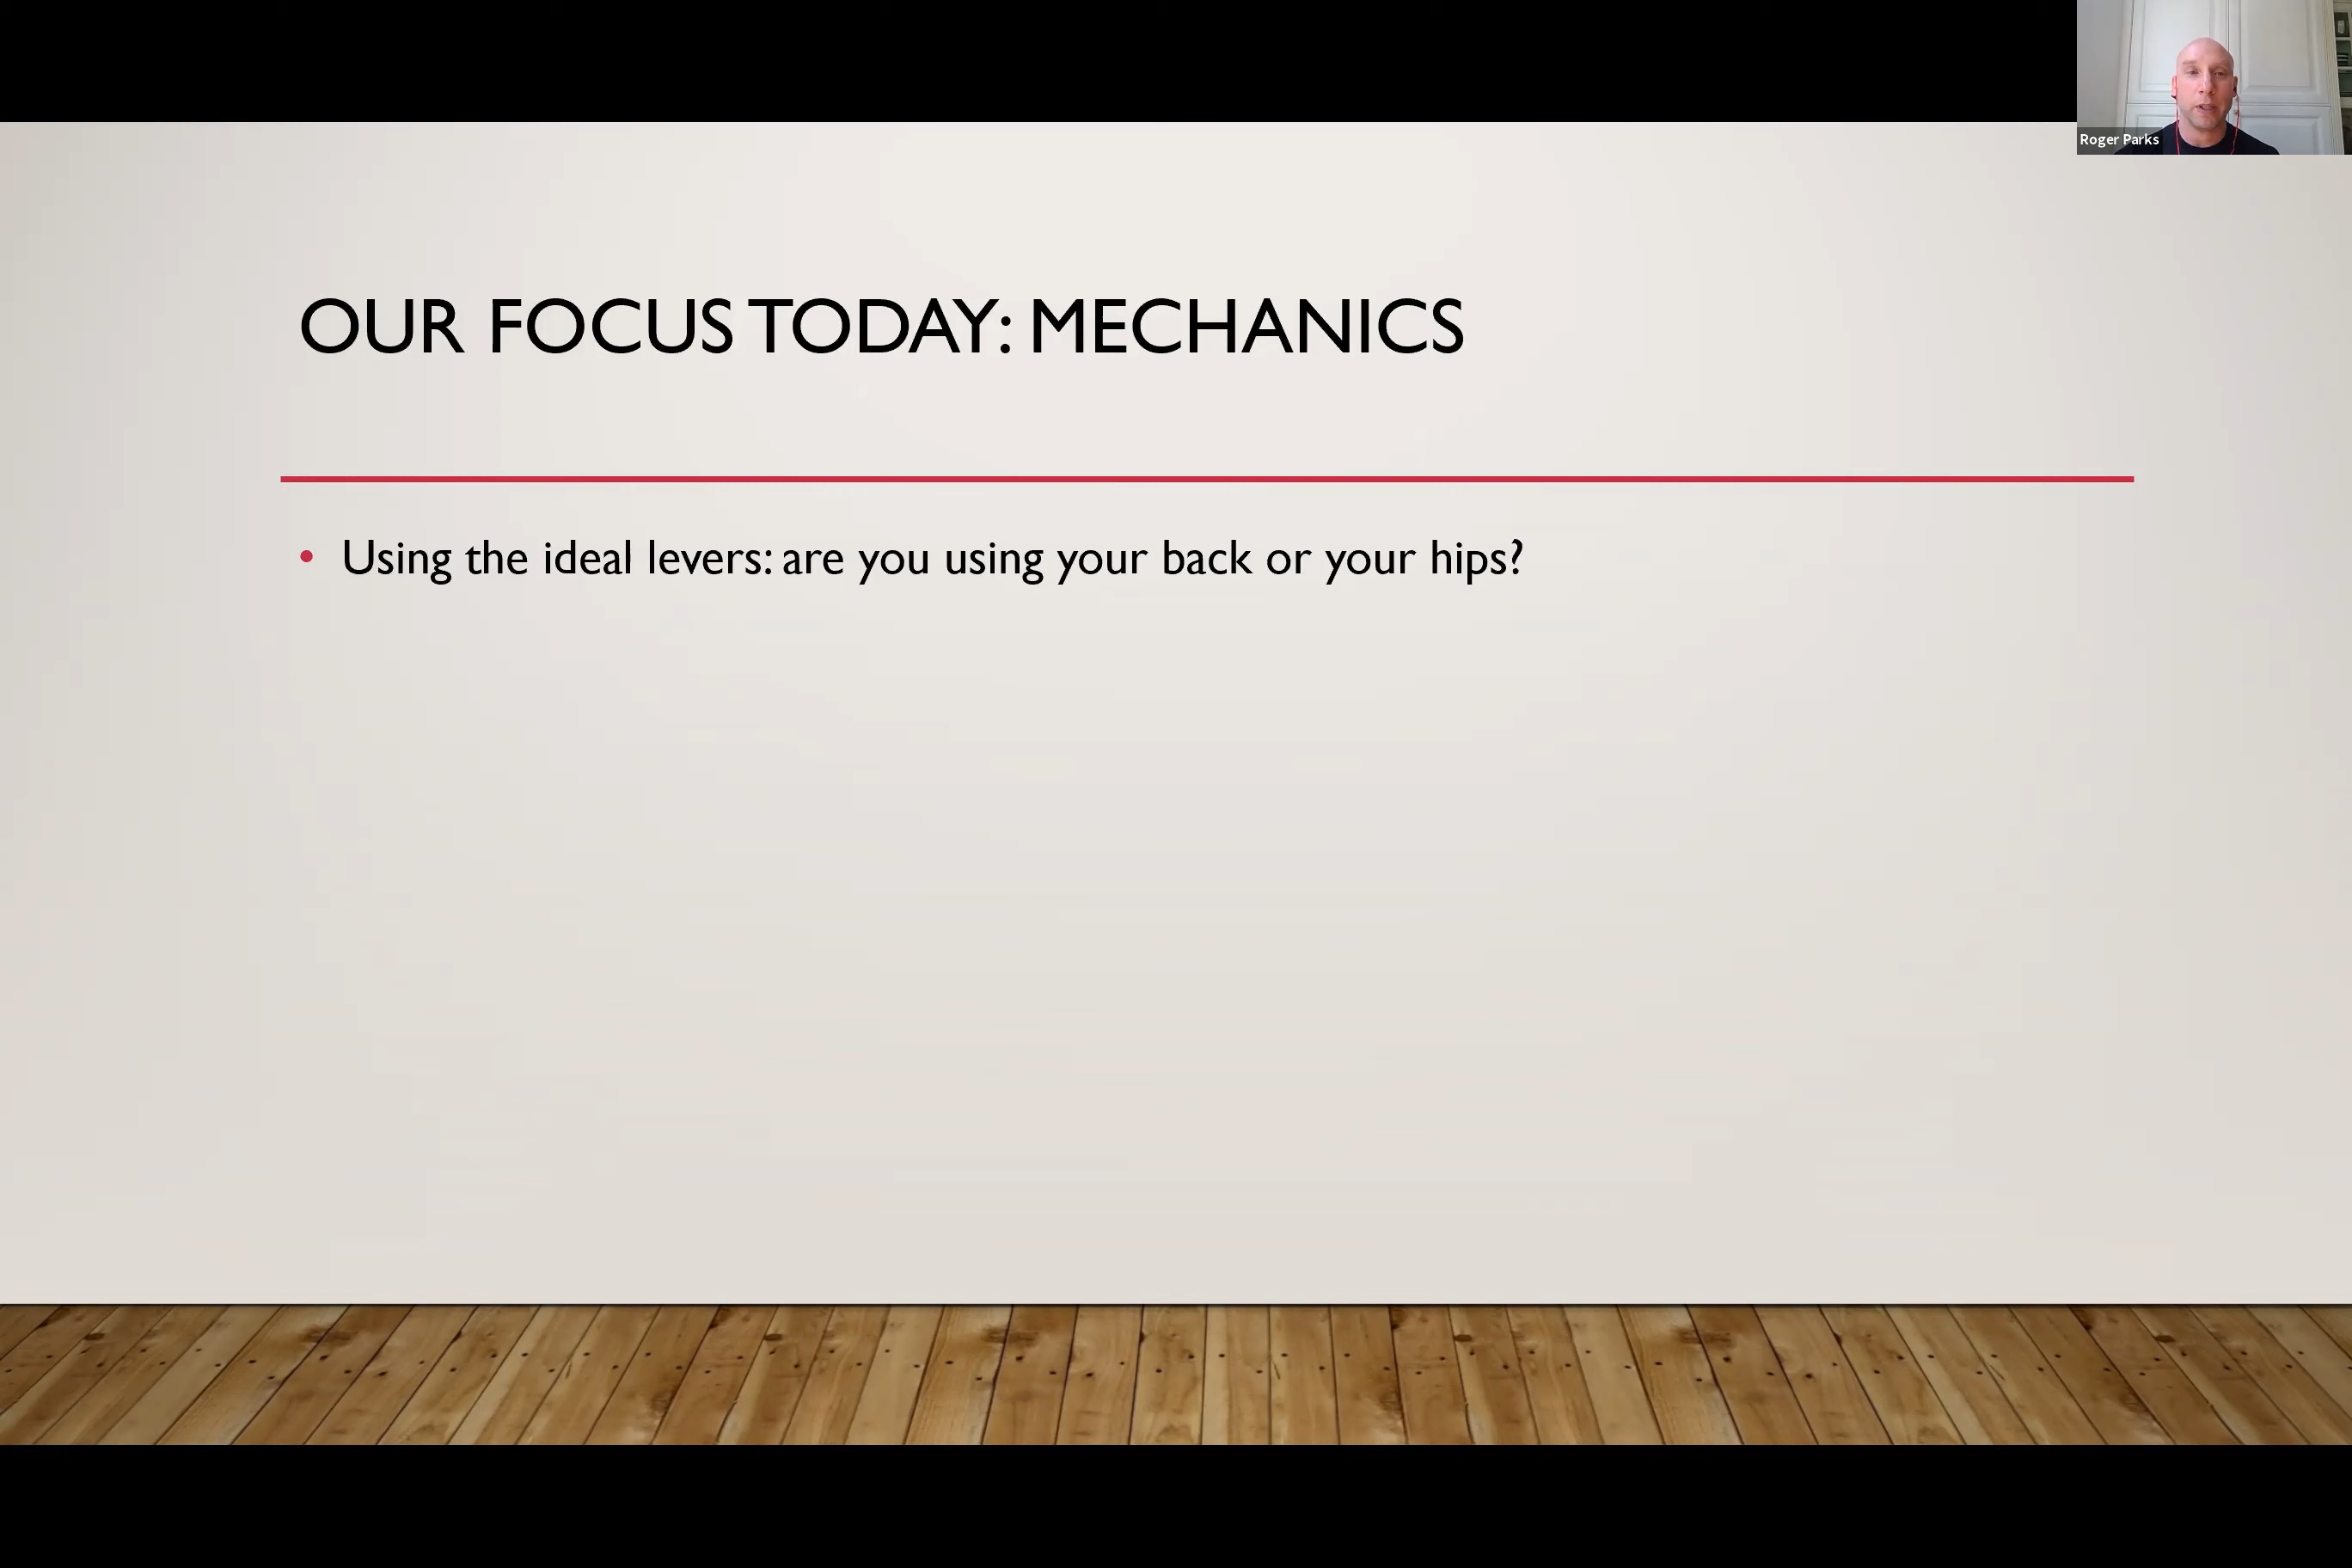 Roger Parks
OUR FOCUS TODAY: MECHANICS
• Using the ideal levers: are you using your back or your hips?